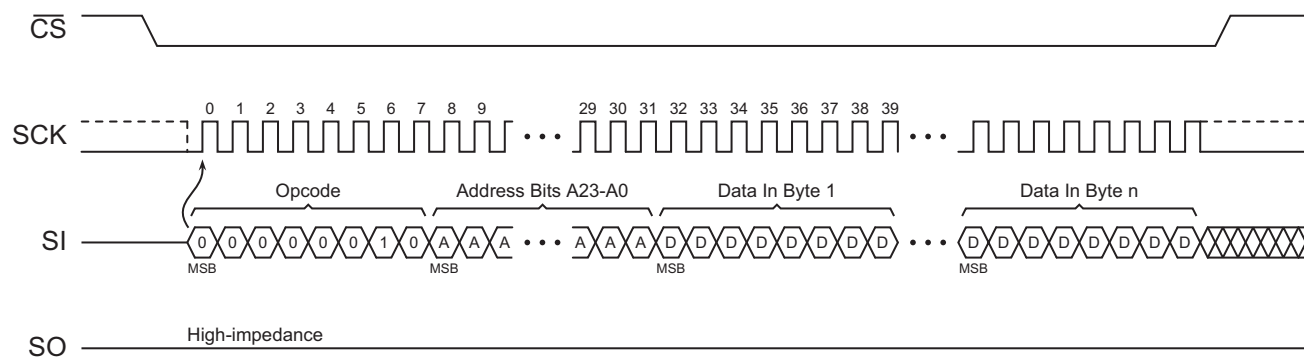 CS
0 1 2 3 4 5 6 7 8 9 29 30 31 32 33 34 35 36 37 38 39
SCK
Opcode Address Bits A23-A0 Data In Byte 1 Data In Byte n
SI 0 0 0 0 0 0 1 0 A A A A A A D D D D D D D D D D D D D D D D
MSB MSB MSB MSB
High-impedance
SO